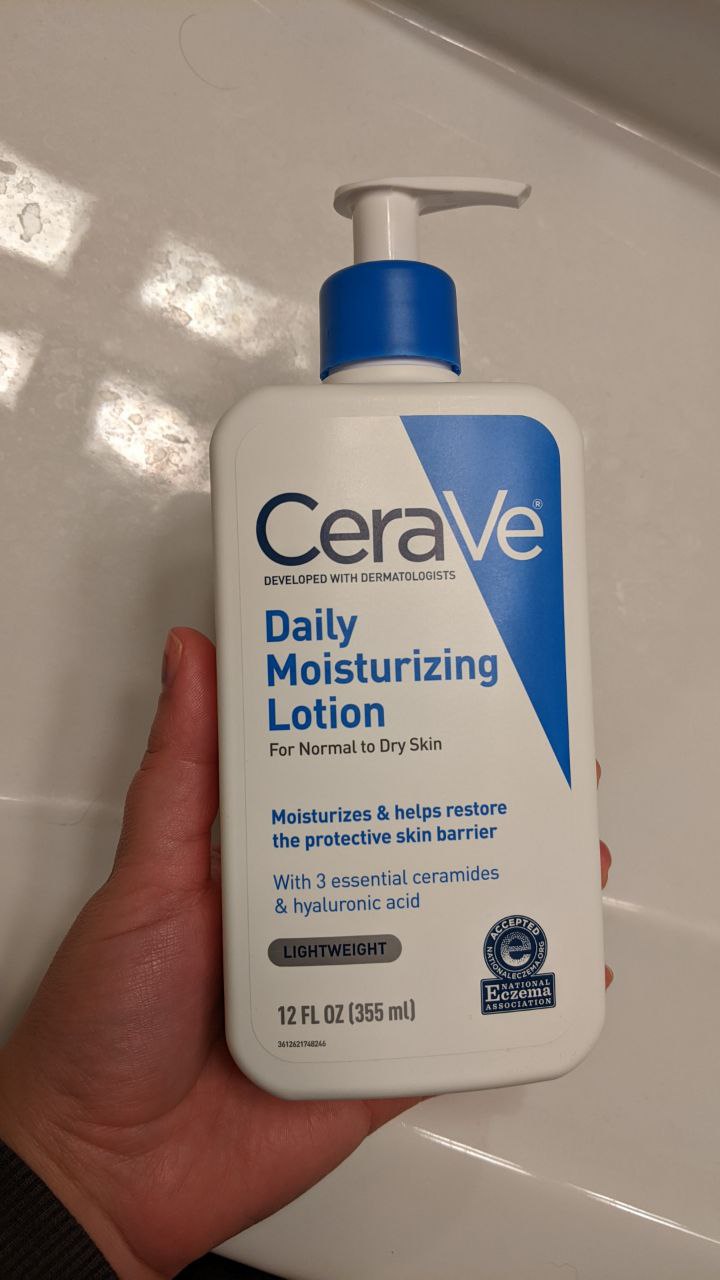 CeraVe®
DEVELOPED WITH DERMATOLOGISTS
Daily
Moisturizing
Lotion
For Normal to Dry Skin
Moisturizes & helps restore
the protective skin barrier
With 3 essential ceramides
& hyaluronic acid
LIGHTWEIGHT
12 FL OZ (355 ml)
3612621748246
ACCEPTED
e
NATIONALECZEMA.ORG
NATIONAL
Eczema
ASSOCIATION